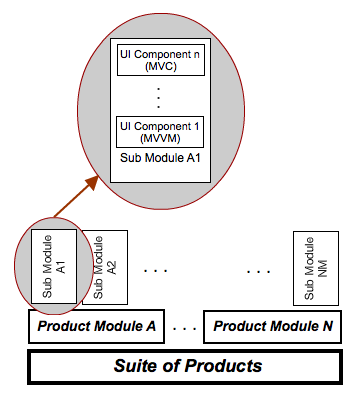 UI Component n
(MVC)
.
.
.
UI Component 1
(MVVM)
Sub Module A1
Sub Module
A1
Sub Module
A2
. . .
. . .
Sub Module
NM
Product Module A
. . .
Product Module N
Suite of Products